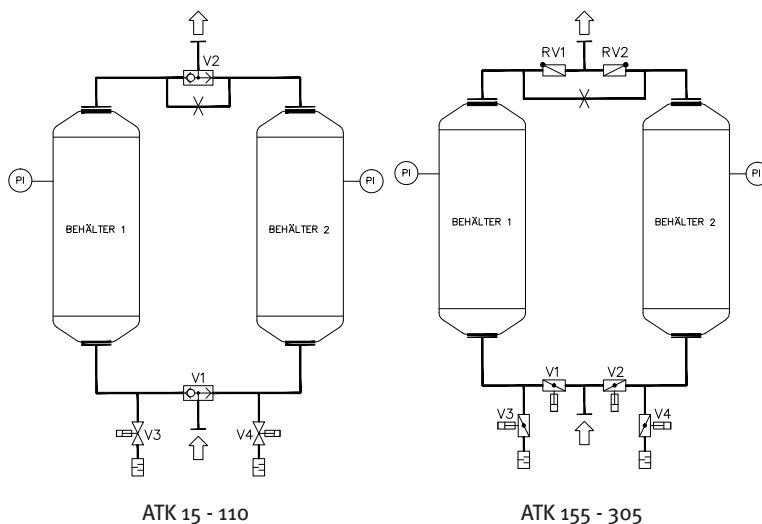 V2
PI
BEHÄLTER 1
BEHÄLTER 2
PI
V1
V3
V4
ATK 15 - 110
RV1
RV2
PI
BEHÄLTER 1
BEHÄLTER 2
PI
V1
V2
V3
V4
ATK 155 - 305